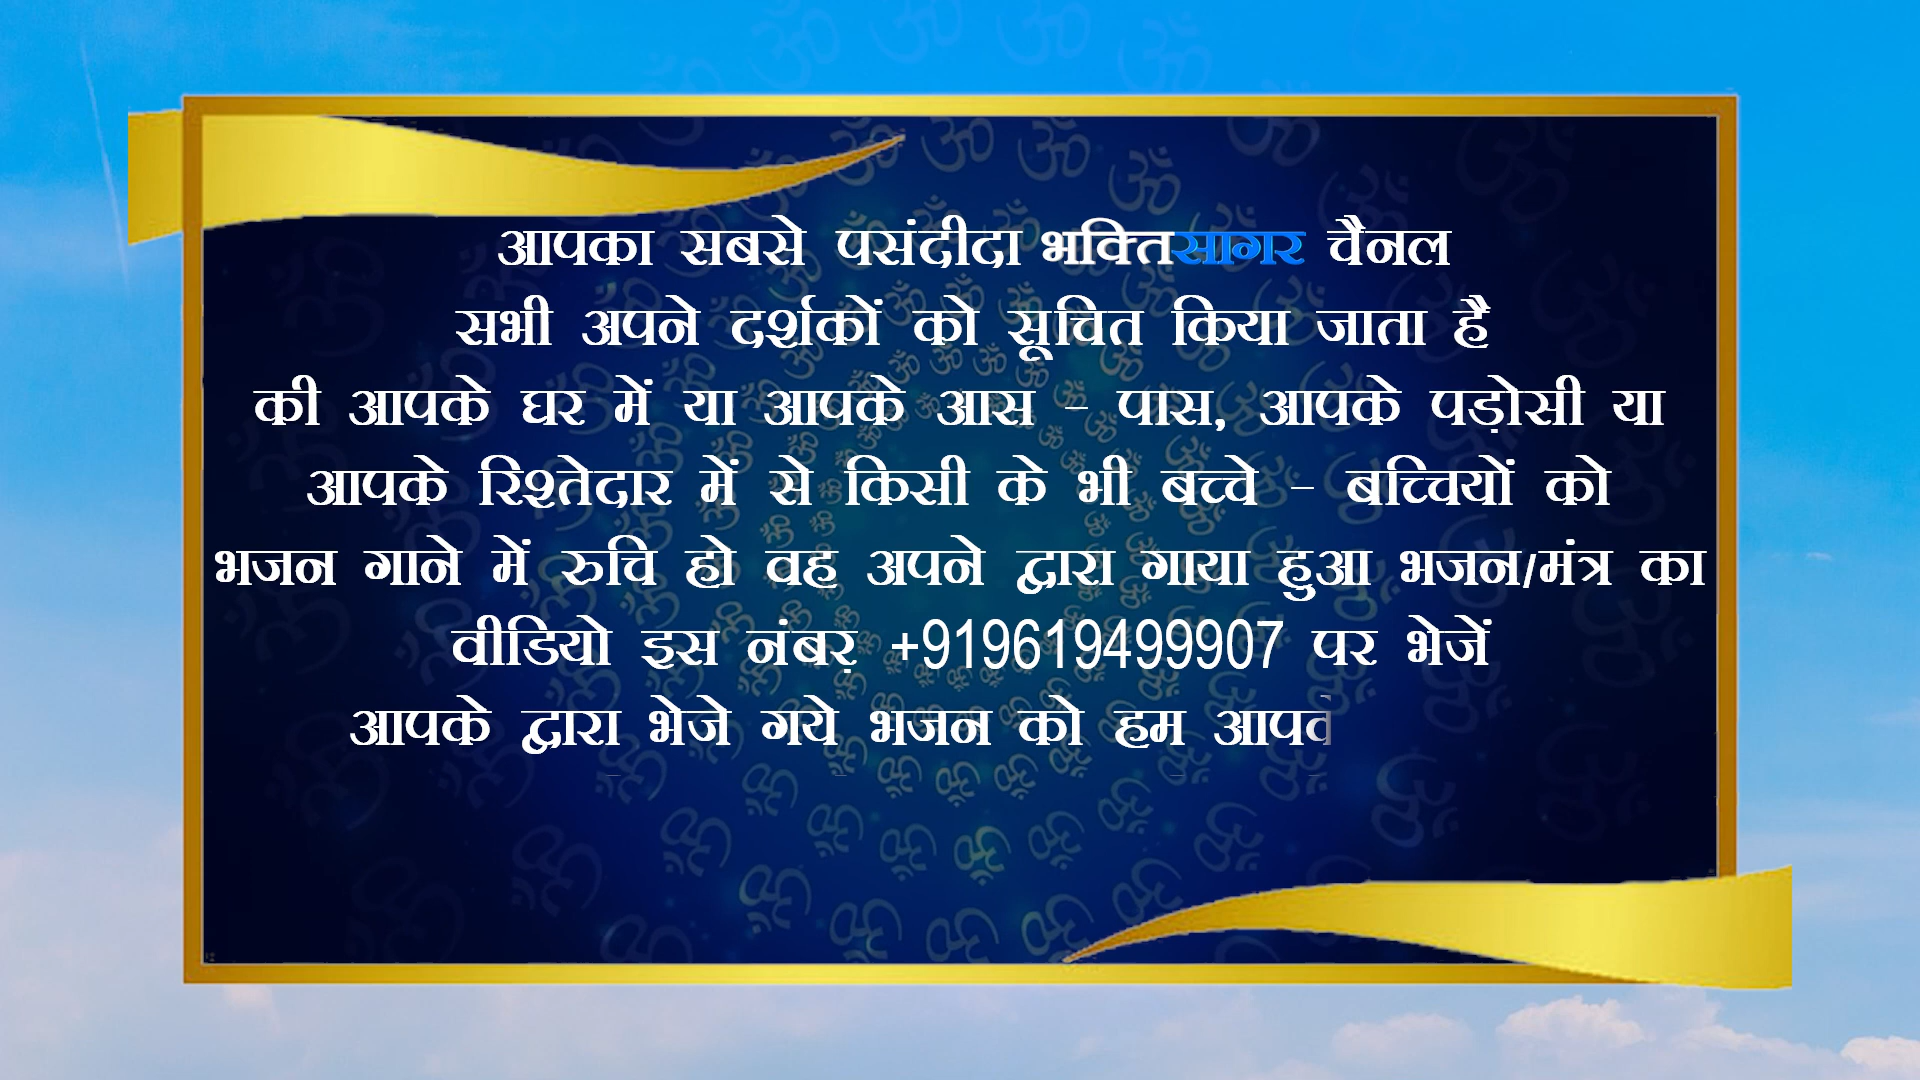 आपका सबसे पसंदीदा भक्तिसागर चैनल
सभी अपने दर्शकों को सूचित किया जाता है
की आपके घर में या आपके आस - पास, आपके पड़ोसी या
आपके रिश्तेदार में से किसी के भी बच्चे - बच्चियों को
भजन गाने में रुचि हो वह अपने द्वारा गाया हुआ भजन/मंत्र का
वीडियो इस नंबऱ +919619499907 पर भेजें
आपके द्वारा भेजे गये भजन को हम